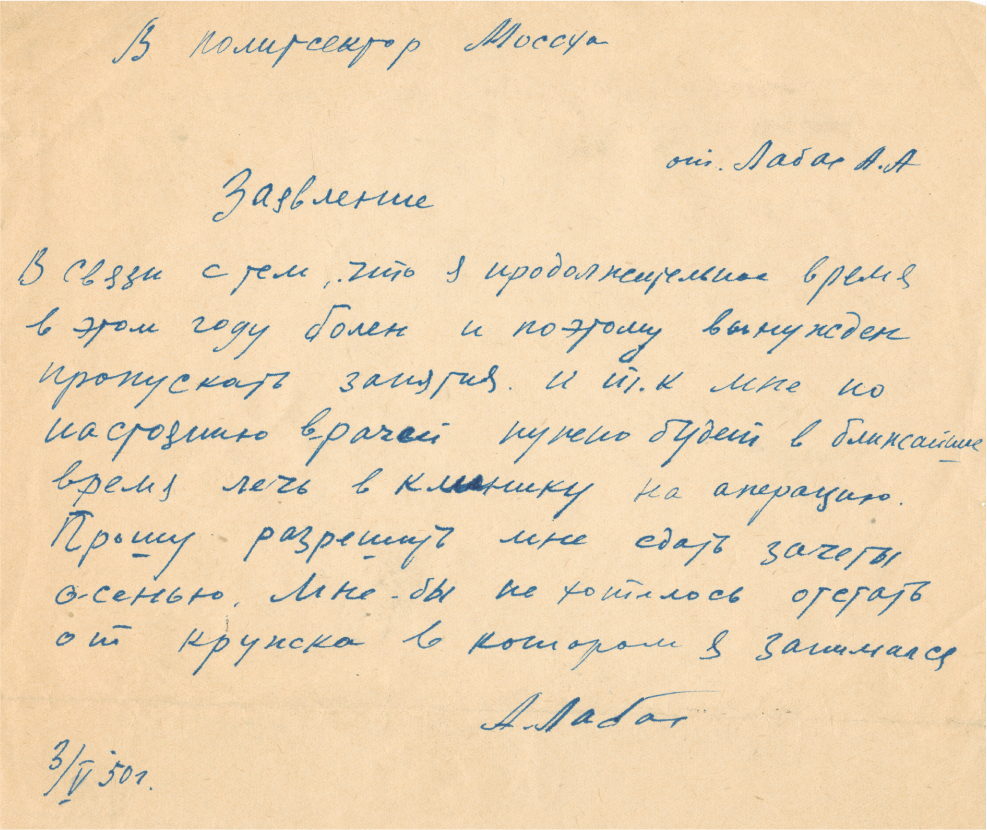 В политсектор Моссха
от. Лабас А.А
Заявление
В связи с тем, что я продолжительное время
в этом году болен и поэтому вынужден
пропускать занятия. и т.к мне по
настоянию врачей нужно будет в ближайшие
время лечь в клинику на операцию.
Прошу разрешить мне сдать зачеты
осенью. Мне-бы не хотелось отстать
от кружка в котором я занимался
А.Лабас
3/V 50г.